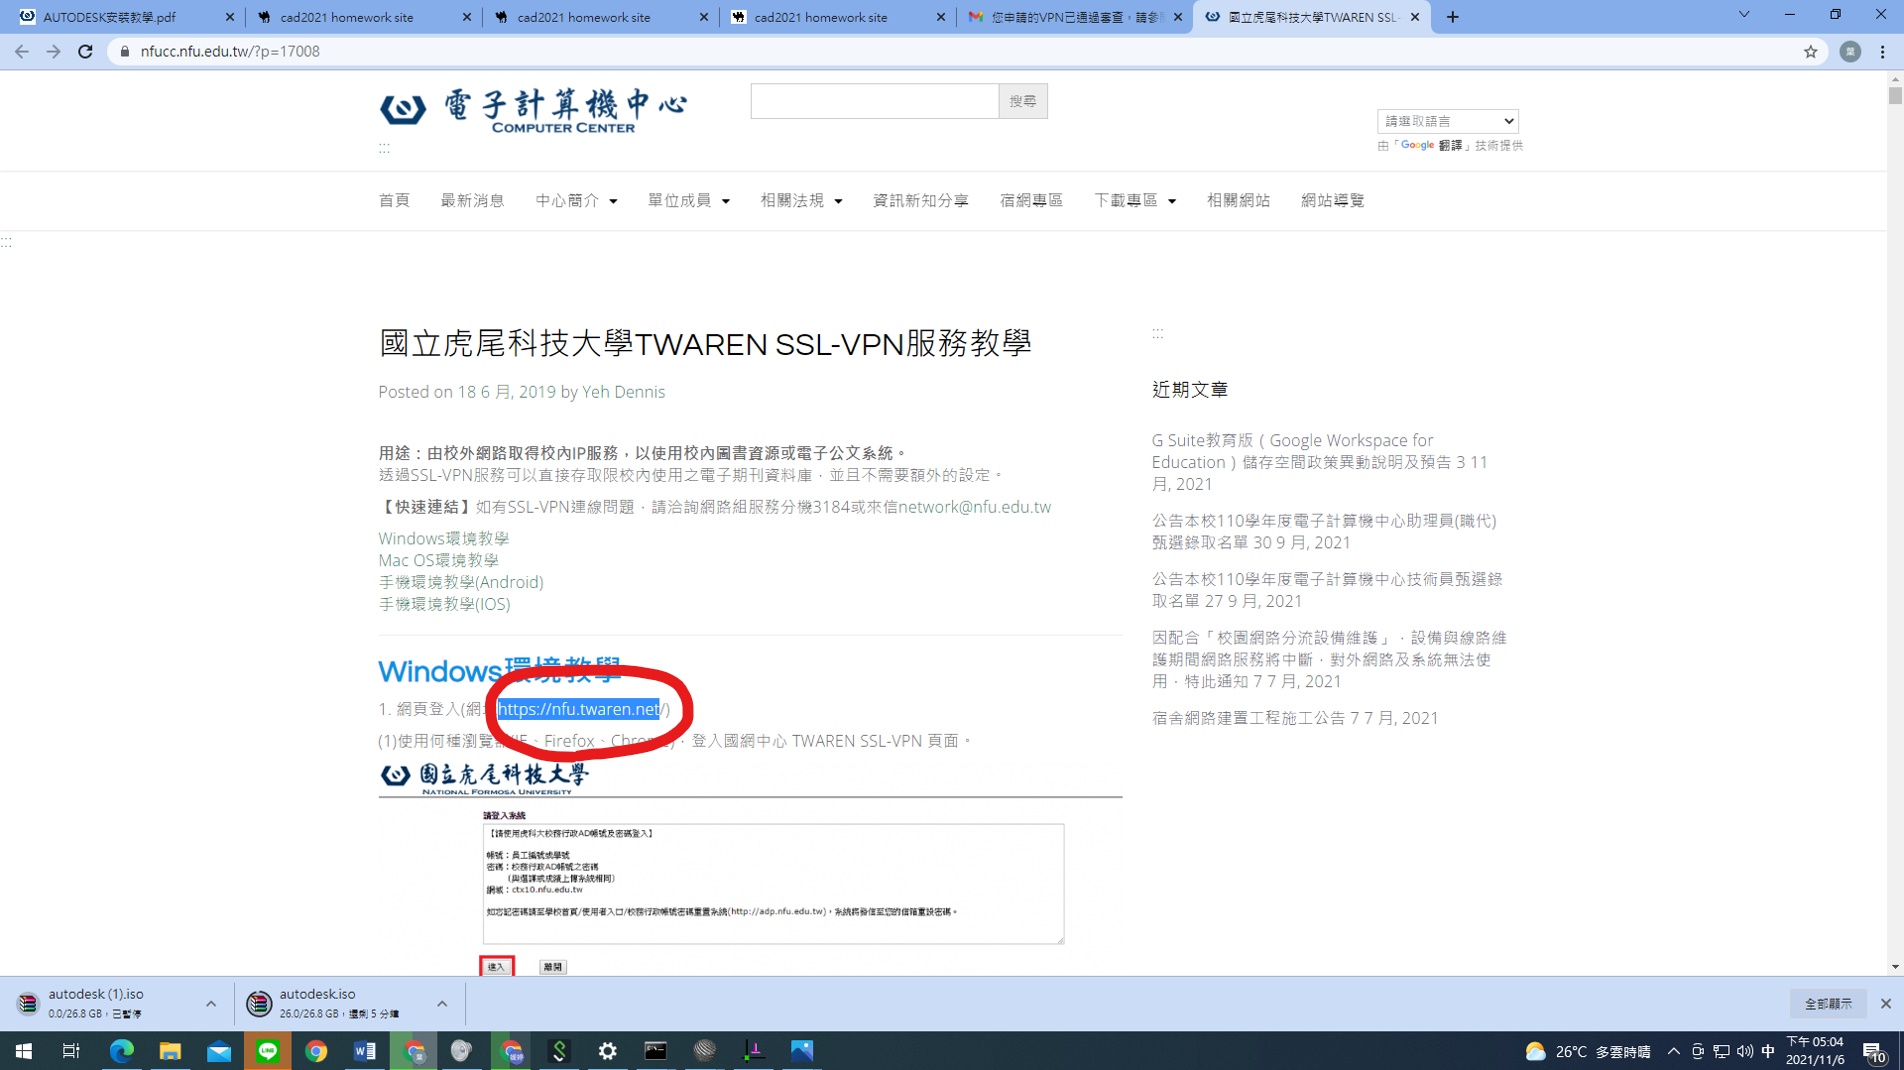 AUTODESK安裝教學.pdf
cad2021 homework site
cad2021 homework site
cad2021 homework site
您申請的VPN已通過審查，請參
國立虎尾科技大學TWAREN SSL-
nfucc.nfu.edu.tw/?p=17008
電子計算機中心
COMPUTER CENTER
搜尋
請選取語言
由「Google 翻譯」技術提供
:::
首頁
最新消息
中心簡介
單位成員
相關法規
資訊新知分享
宿網專區
下載專區
相關網站
網站導覽
:::
國立虎尾科技大學TWAREN SSL-VPN服務教學
Posted on 18 6 月, 2019 by Yeh Dennis
用途：由校外網路取得校內IP服務，以使用校內圖書資源或電子公文系統。
透過SSL-VPN服務可以直接存取限校內使用之電子期刊資料庫，並且不需要額外的設定。
【快速連結】如有SSL-VPN連線問題，請洽詢網路組服務分機3184或來信network@nfu.edu.tw
Windows環境教學
Mac OS環境教學
手機環境教學(Android)
手機環境教學(IOS)
Windows環境教學
1. 網頁登入(網 https://nfu.twaren.net/)
(1)使用何種瀏覽 IE、Firefox、Chrome)，登入國網中心 TWAREN SSL-VPN 頁面。
國立虎尾科技大學
NATIONAL FORMOSA UNIVERSITY
請登入系統
【請使用虎科大校務行政AD帳號及密碼登入】
帳號：員工編號或學號
密碼：校務行政AD帳號之密碼
(與選課或成績上傳系統相同)
網域：ctx10.nfu.edu.tw
如忘記密碼請至學校首頁/使用者入口/校務行政帳號密碼重置系統(http://adp.nfu.edu.tw)，系統將發信至您的信箱重設密碼。
進入
離開
:::
近期文章
G Suite教育版（Google Workspace for
Education）儲存空間政策異動說明及預告 3 11
月, 2021
公告本校110學年度電子計算機中心助理員(職代)
甄選錄取名單 30 9 月, 2021
公告本校110學年度電子計算機中心技術員甄選錄
取名單 27 9 月, 2021
因配合「校園網路分流設備維護」，設備與線路維
護期間網路服務將中斷，對外網路及系統無法使
用，特此通知 7 7 月, 2021
宿舍網路建置工程施工公告 7 7 月, 2021
autodesk (1).iso
0.0/26.8 GB，已暫停
autodesk.iso
26.0/26.8 GB，還剩 5 分鐘
全部顯示
LINE
26°C 多雲時晴
中
下午 05:04
2021/11/6
10